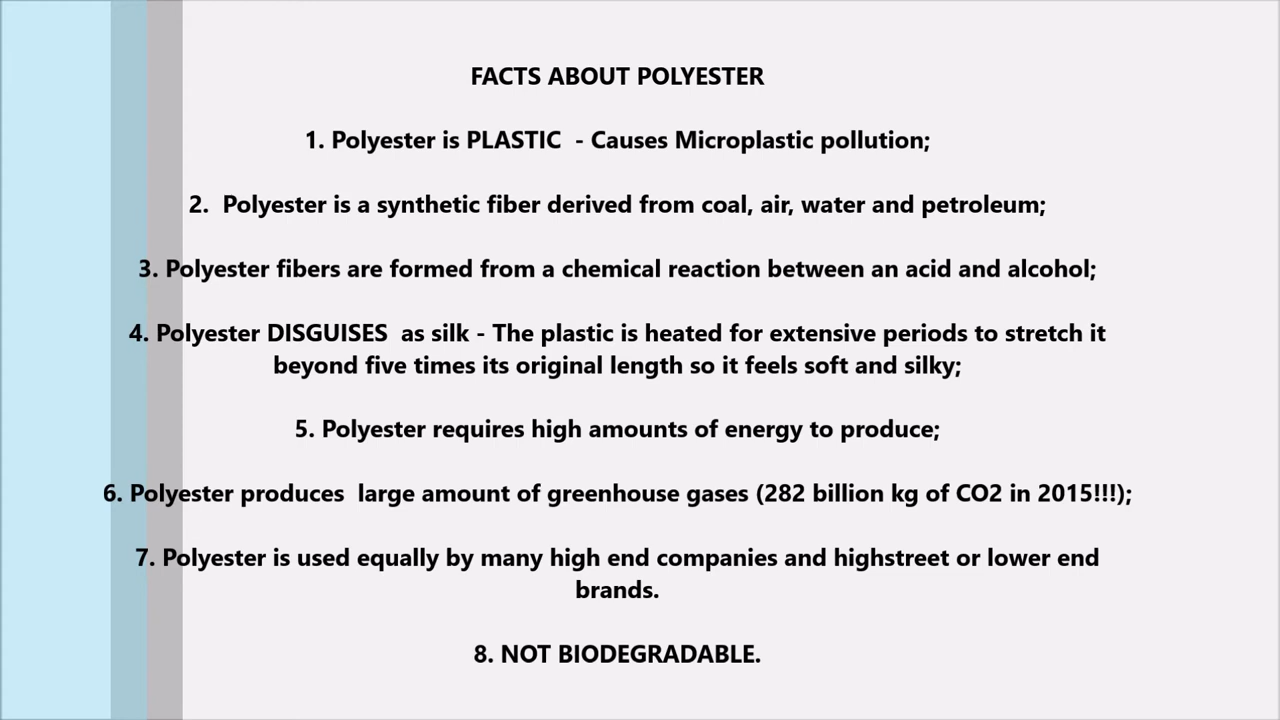 FACTS ABOUT POLYESTER
1. Polyester is PLASTIC  - Causes Microplastic pollution;
2.  Polyester is a synthetic fiber derived from coal, air, water and petroleum;
3. Polyester fibers are formed from a chemical reaction between an acid and alcohol;
4. Polyester DISGUISES  as silk - The plastic is heated for extensive periods to stretch it
beyond five times its original length so it feels soft and silky;
5. Polyester requires high amounts of energy to produce;
6. Polyester produces  large amount of greenhouse gases (282 billion kg of CO2 in 2015!!!);
7. Polyester is used equally by many high end companies and highstreet or lower end
brands.
8. NOT BIODEGRADABLE.